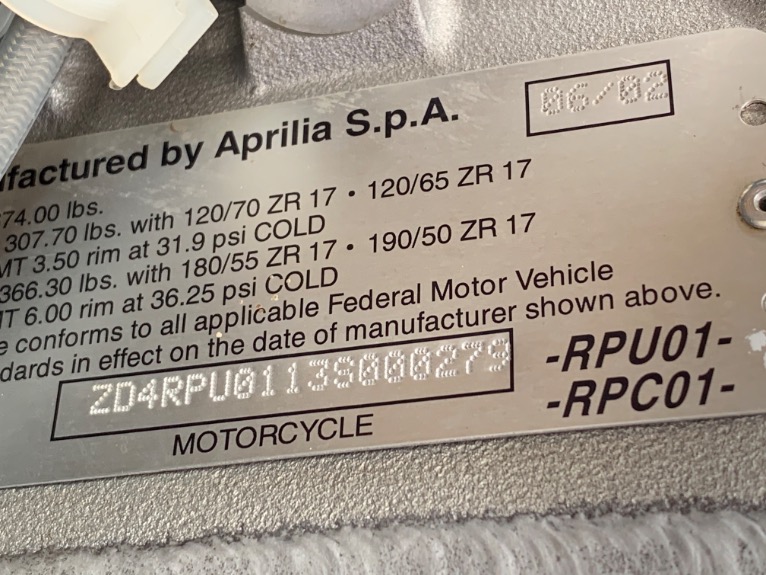 factured by Aprilia S.p.A.
06/02
74.00 lbs.
307.70 lbs. with 120/70 ZR 17 • 120/65 ZR 17
MT 3.50 rim at 31.9 psi COLD
366.30 lbs. with 180/55 ZR 17 • 190/50 ZR 17
MT 6.00 rim at 36.25 psi COLD
e conforms to all applicable Federal Motor Vehicle
dards in effect on the date of manufacturer shown above.
ZD4RPU0113S000279
-RPU01-
-RPC01-
MOTORCYCLE